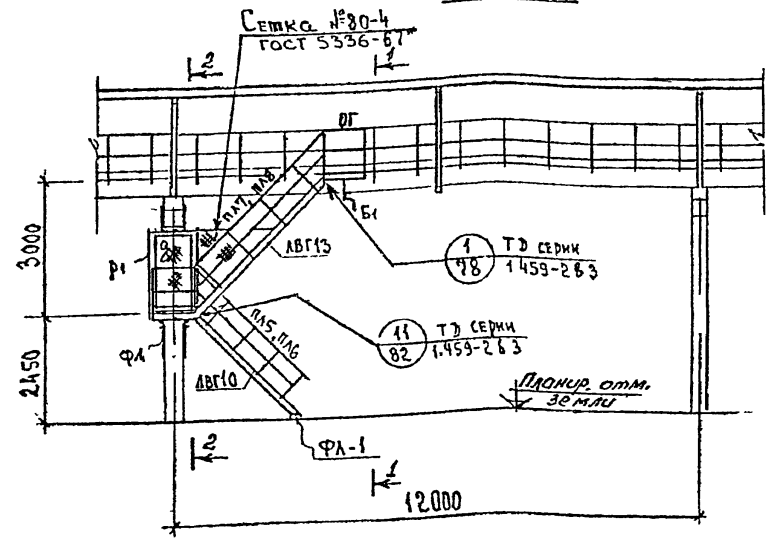 Сетка №80-4
ГОСТ 5336-67*
2
1
ОГ
ПЛ7, ПЛ8
Б1
3000
Р1
ЛВГ13
1
78
ТД серии
1.459-2 в 3
11
82
ТД серии
1.459-2 в 3
ПЛ5, ПЛ6
ФЛ
2450
ЛВГ10
Планир. отм.
земли
ФЛ-1
2
1
12000